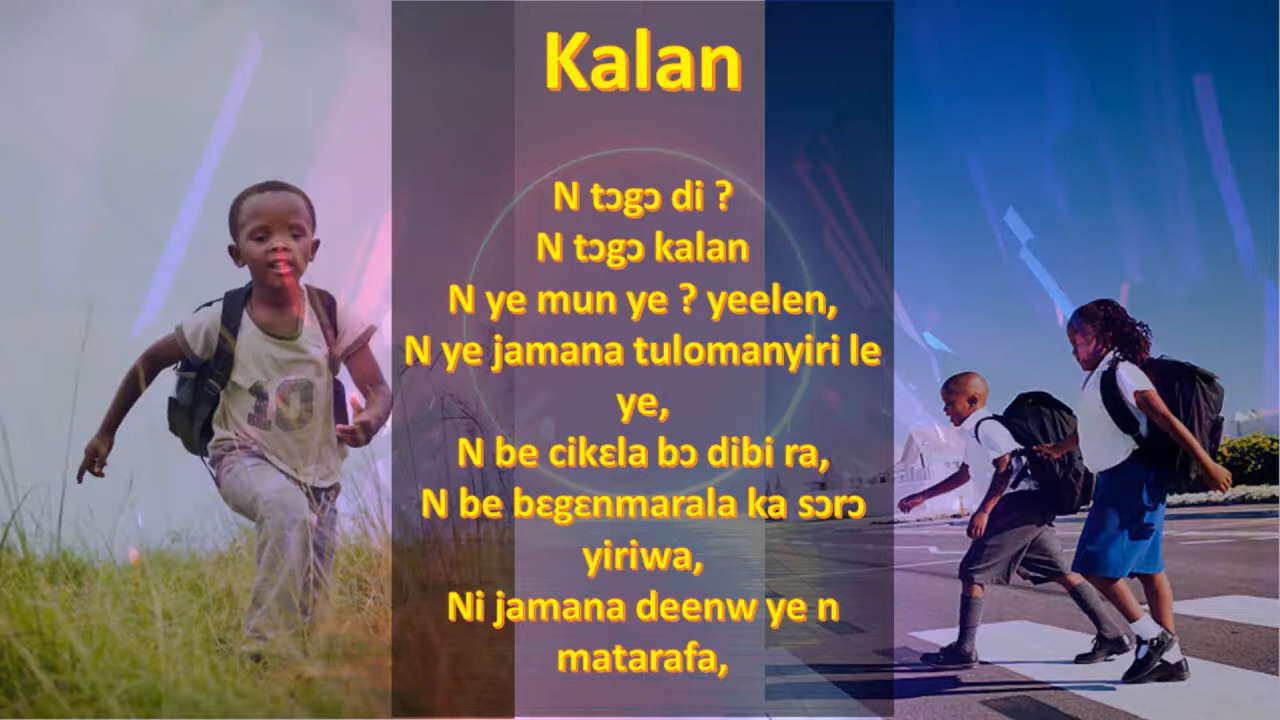 Kalan
N tɔgɔ di ?
N tɔgɔ kalan
N ye mun ye ? yeelen,
N ye jamana tulomanyiri le
ye,
N be cikɛla bɔ dibi ra,
N be bɛgɛnmarala ka sɔrɔ
yiriwa,
Ni jamana deenw ye n
matarafa,
10